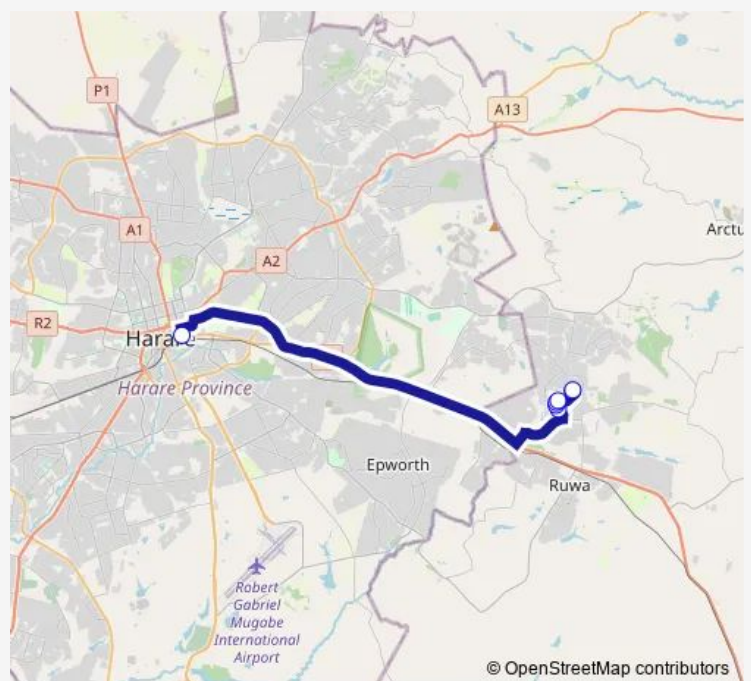 P1
A13
A1
Arctu
A2
R2
Harare
Harare Province
Epworth
Ruwa
Robert
Gabriel
Mugabe
International
Airport
© OpenStreetMap contributors